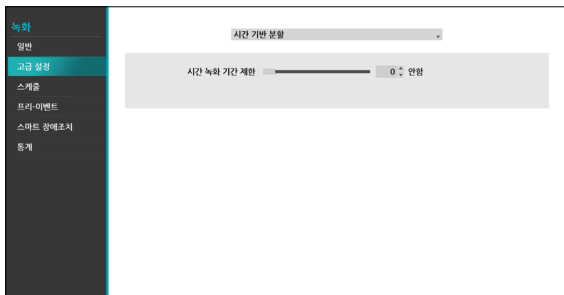 녹화
일반
고급 설정
스케줄
프리-이벤트
스마트 장애조치
통계
시간 기반 분할
시간 녹화 기간 제한 0 안함